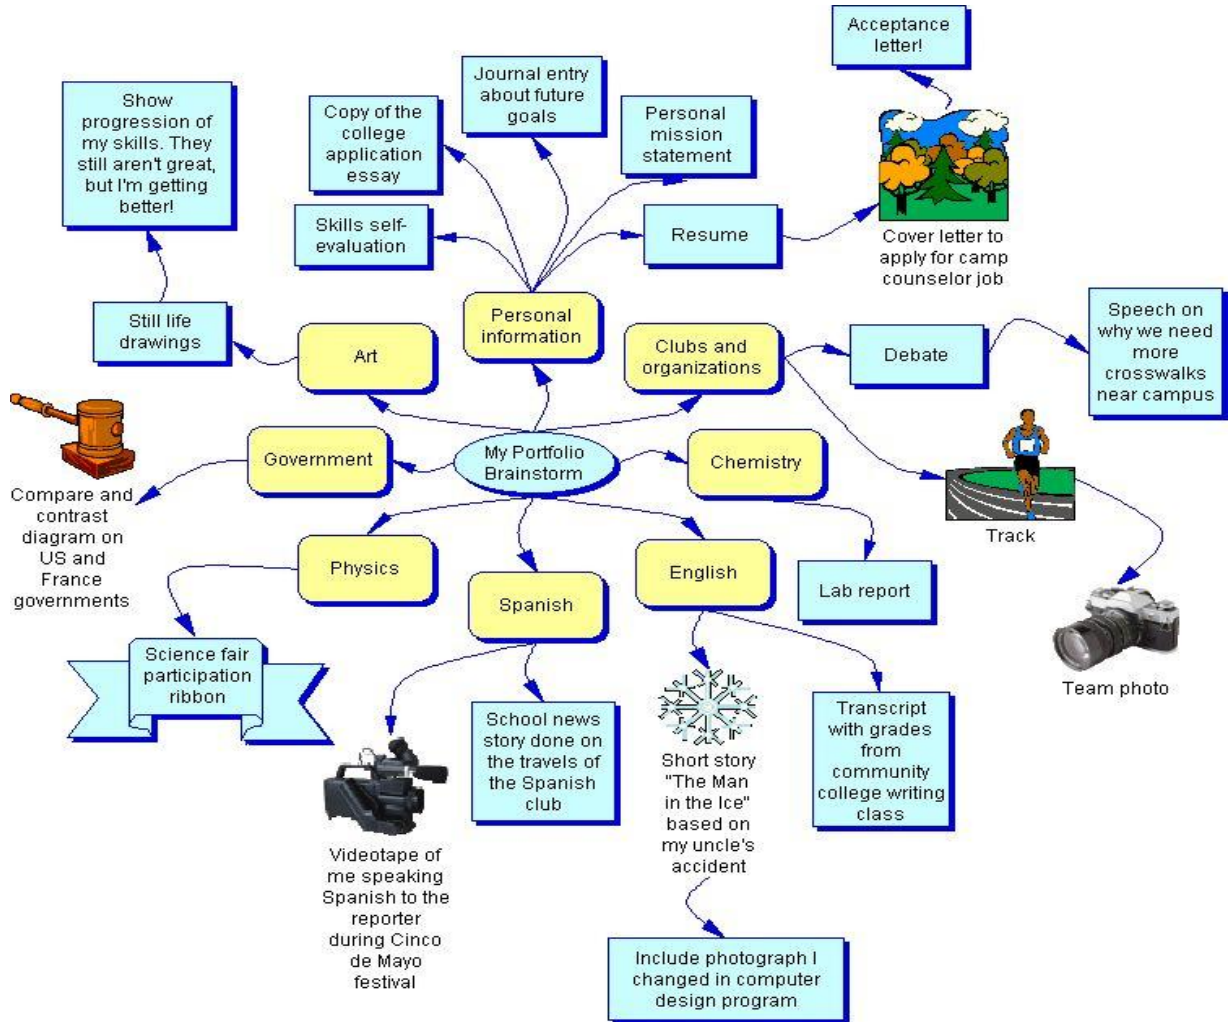 Acceptance
letter!
Journal entry
about future
goals
Show
progression of
my skills. They
still aren't great,
but I'm getting
better!
Copy of the
college
application
essay
Personal
mission
statement
Skills self-
evaluation
Resume
Cover letter to
apply for camp
counselor job
Still life
drawings
Art
Personal
information
Clubs and
organizations
Debate
Speech on
why we need
more
crosswalks
near campus
Government
My Portfolio
Brainstorm
Chemistry
Compare and
contrast
diagram on
US and
France
governments
Track
Physics
Spanish
English
Lab report
Team photo
Science fair
participation
ribbon
School news
story done on
the travels of
the Spanish
club
Short story
"The Man
in the Ice"
based on
my uncle's
accident
Transcript
with grades
from
community
college writing
class
Videotape of
me speaking
Spanish to the
reporter
during Cinco
de Mayo
festival
Include photograph I
changed in computer
design program